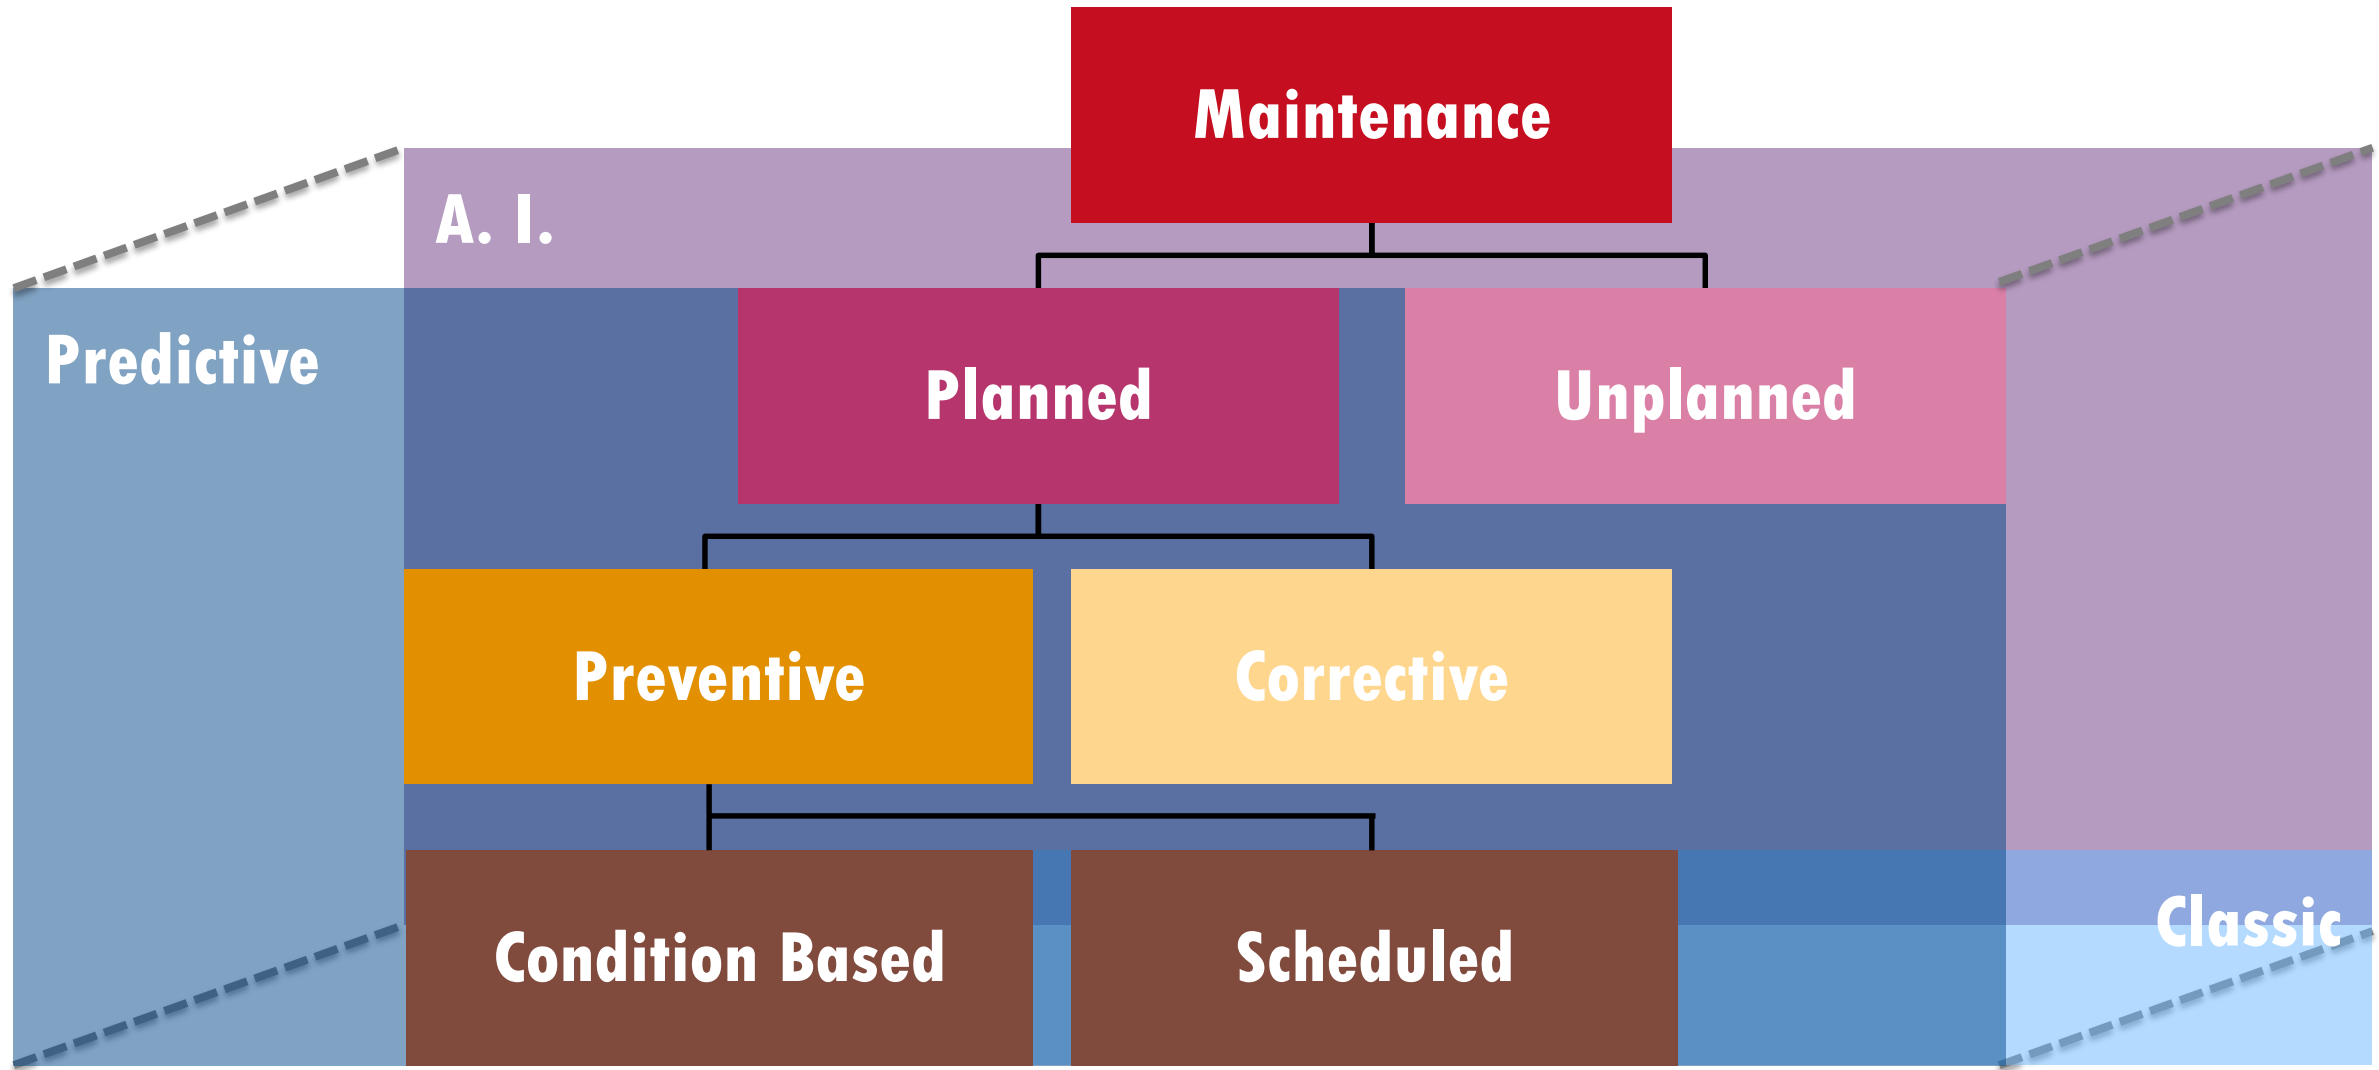 Maintenance
A. I.
Predictive
Planned
Unplanned
Preventive
Corrective
Classic
Condition Based
Scheduled